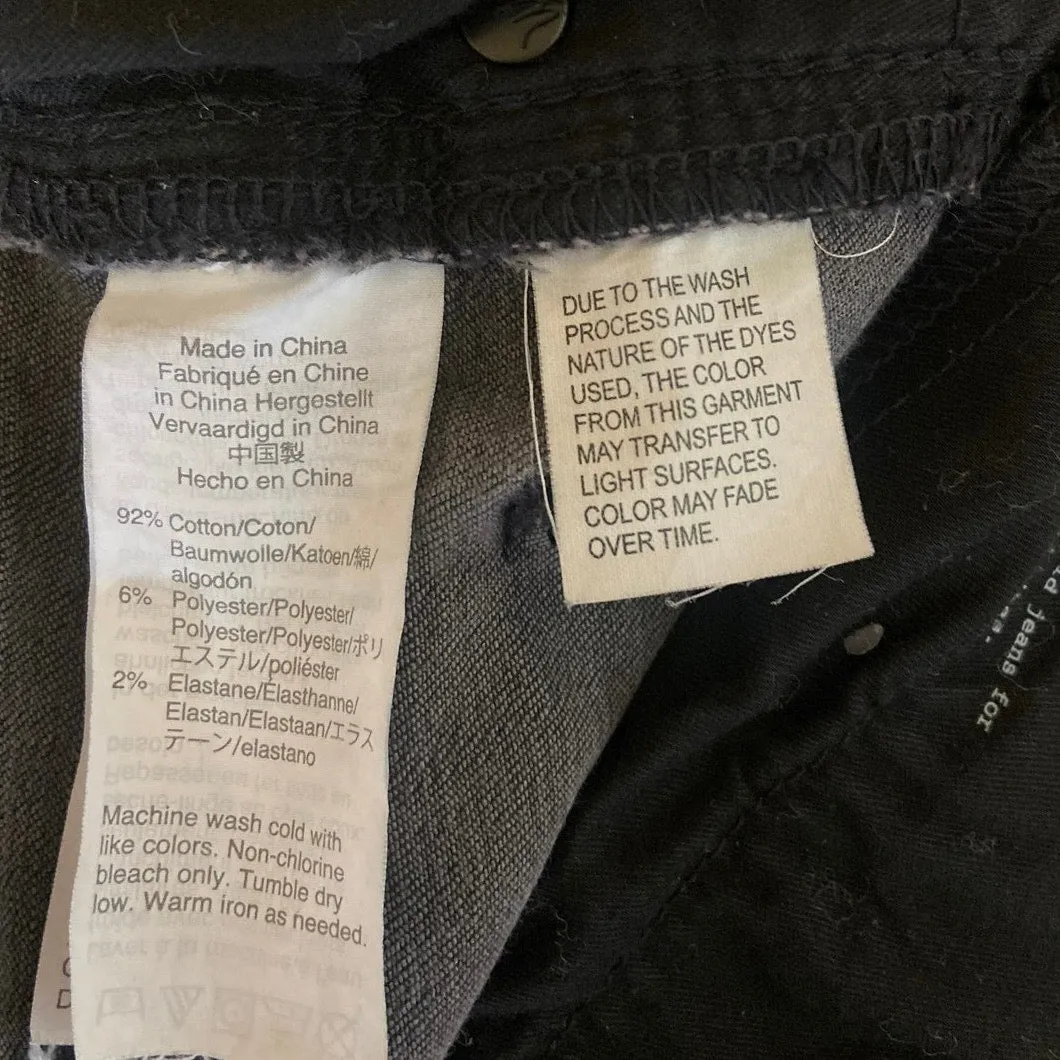 Made in China
Fabriqué en Chine
in China Hergestellt
Vervaardigd in China
中国製
Hecho en China
92% Cotton/Coton/
Baumwolle/Katoen/綿/
algodón
6% Polyester/Polyester/
Polyester/Polyester/ポリ
エステル/poliéster
2% Elastane/Élasthanne/
Elastan/Elastaan/エラス
テーン/elastano
Machine wash cold with
like colors. Non-chlorine
bleach only. Tumble dry
low. Warm iron as needed.
DUE TO THE WASH
PROCESS AND THE
NATURE OF THE DYES
USED, THE COLOR
FROM THIS GARMENT
MAY TRANSFER TO
LIGHT SURFACES.
COLOR MAY FADE
OVER TIME.
jeans for